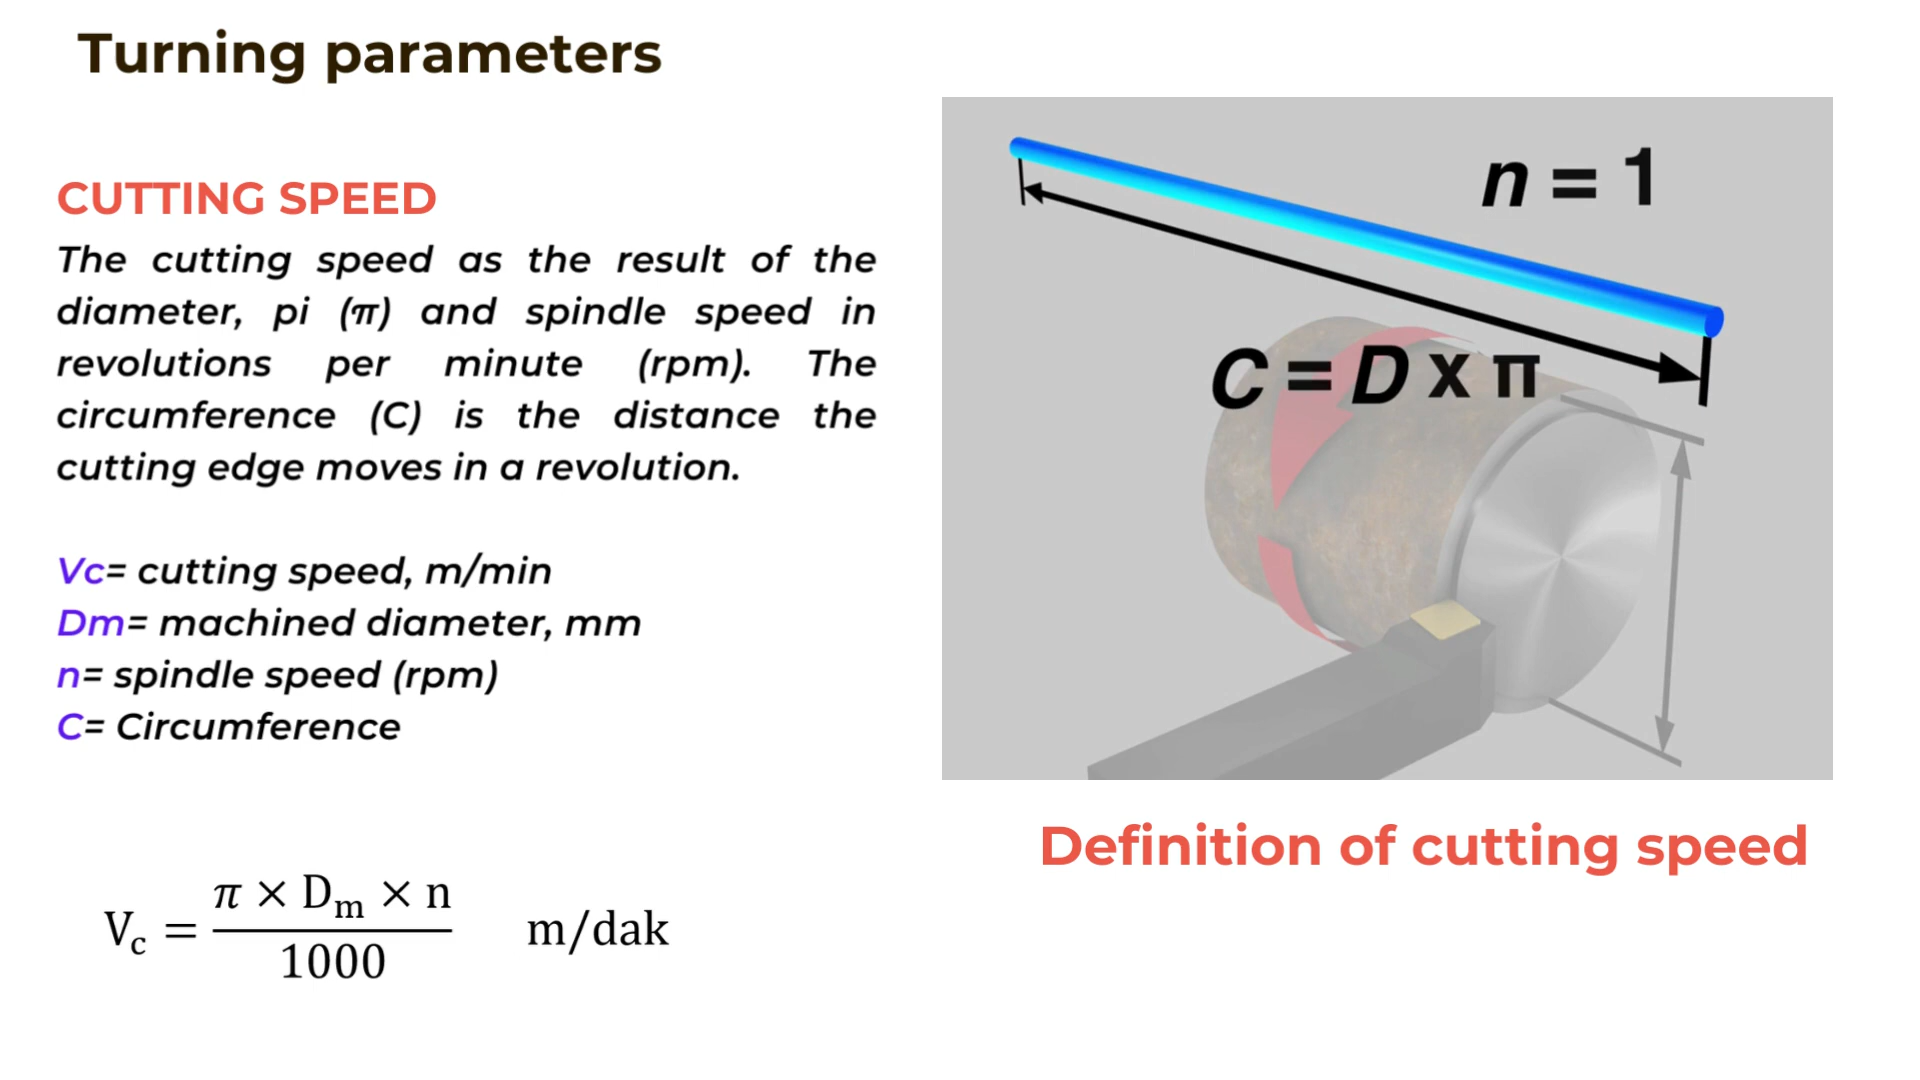 Turning parameters
CUTTING SPEED
The cutting speed as the result of the
diameter, pi (π) and spindle speed in
revolutions per minute (rpm). The
circumference (C) is the distance the
cutting edge moves in a revolution.
Vc= cutting speed, m/min
Dm= machined diameter, mm
n= spindle speed (rpm)
C= Circumference
V_c = (π × D_m × n) / 1000 m/dak
n = 1
C = D x π
Definition of cutting speed